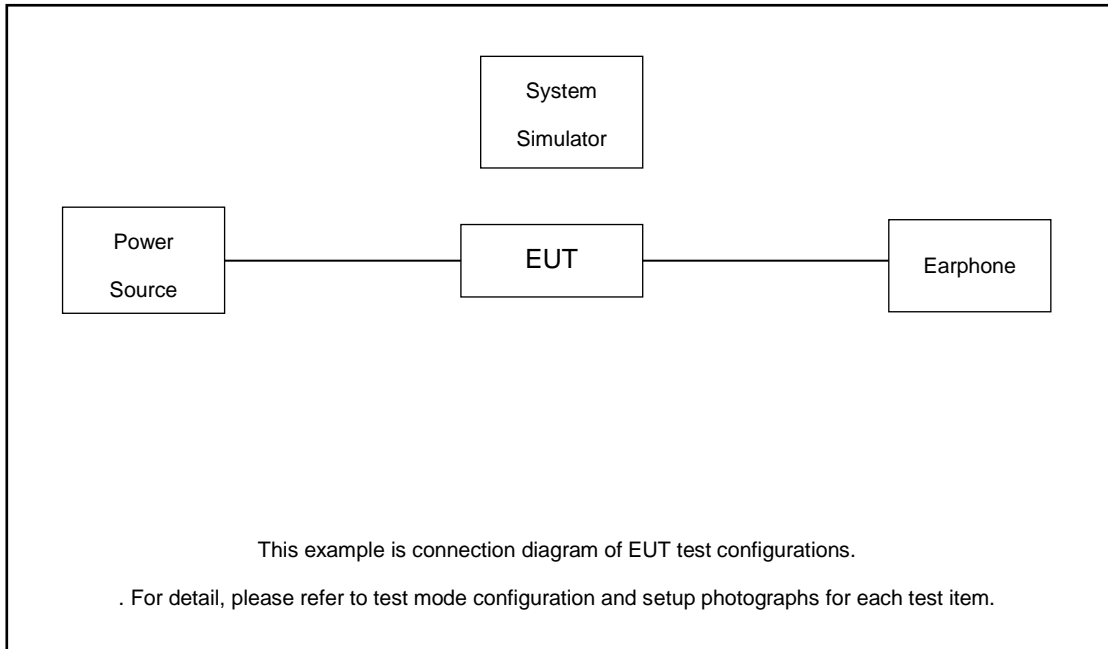 System
Simulator
Power
Source
EUT
Earphone
This example is connection diagram of EUT test configurations.
. For detail, please refer to test mode configuration and setup photographs for each test item.